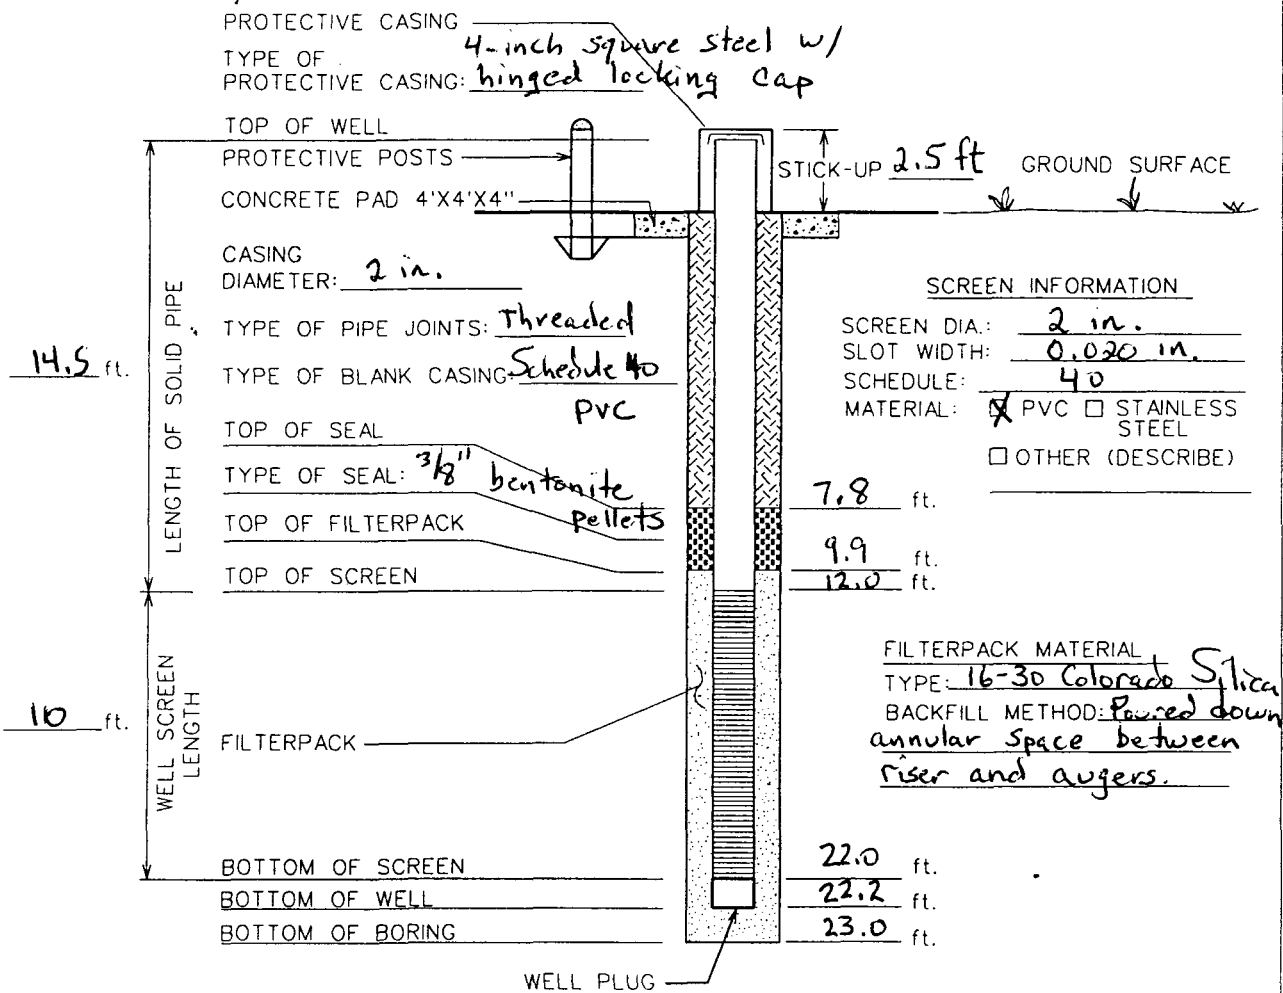 PROTECTIVE CASING
TYPE OF
PROTECTIVE CASING: 4-inch square steel w/
hinged locking cap
TOP OF WELL
PROTECTIVE POSTS
STICK-UP 2.5 ft
GROUND SURFACE
CONCRETE PAD 4'X4'X4"
CASING
DIAMETER: 2 in.
TYPE OF PIPE JOINTS: Threaded
14.5 ft.
LENGTH OF SOLID PIPE
TYPE OF BLANK CASING: Schedule 40
PVC
SCREEN INFORMATION
SCREEN DIA.: 2 in.
SLOT WIDTH: 0.020 in.
SCHEDULE: 40
MATERIAL: X PVC □ STAINLESS
STEEL
□ OTHER (DESCRIBE)
TOP OF SEAL
7.8 ft.
TYPE OF SEAL: 3/8" bentonite
pellets
TOP OF FILTERPACK
9.9 ft.
TOP OF SCREEN
12.0 ft.
10 ft.
WELL SCREEN
LENGTH
FILTERPACK
FILTERPACK MATERIAL
TYPE: 16-30 Colorado Silica
BACKFILL METHOD: Poured down
annular space between
riser and augers.
BOTTOM OF SCREEN
22.0 ft.
BOTTOM OF WELL
22.2 ft.
BOTTOM OF BORING
23.0 ft.
WELL PLUG